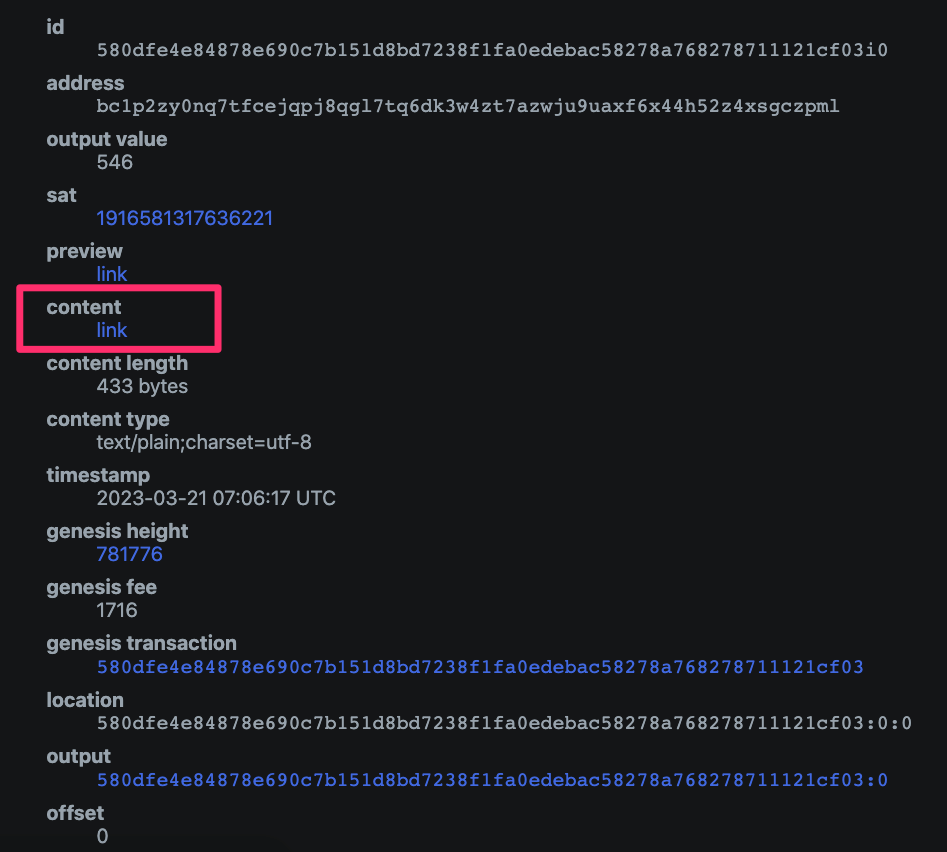 id
580dfe4e84878e690c7b151d8bd7238f1fa0edebac58278a768278711121cf03i0
address
bc1p2zy0nq7tfcejqpj8qgl7tq6dk3w4zt7azwju9uaxf6x44h52z4xsgczpml
output value
546
sat
1916581317636221
preview
link
content
link
content length
433 bytes
content type
text/plain;charset=utf-8
timestamp
2023-03-21 07:06:17 UTC
genesis height
781776
genesis fee
1716
genesis transaction
580dfe4e84878e690c7b151d8bd7238f1fa0edebac58278a768278711121cf03
location
580dfe4e84878e690c7b151d8bd7238f1fa0edebac58278a768278711121cf03:0:0
output
580dfe4e84878e690c7b151d8bd7238f1fa0edebac58278a768278711121cf03:0
offset
0